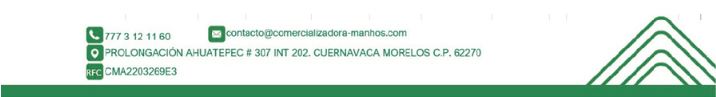 777 3 12 11 60 contacto@comercializadora-manhos.com
PROLONGACIÓN AHUATEPEC # 307 INT 202. CUERNAVACA MORELOS C.P. 62270
RFC CMA2203269E3